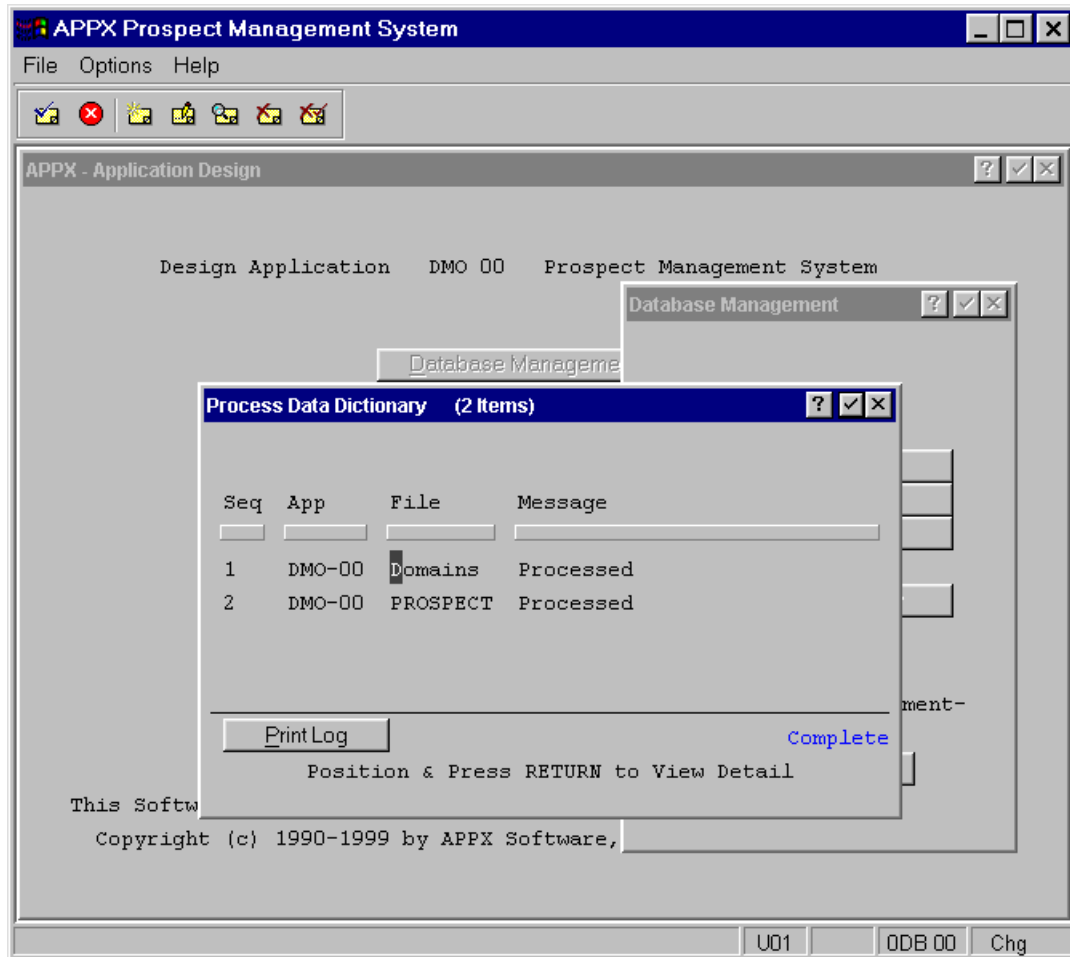 APPX Prospect Management System
File Options Help
APPX - Application Design
Design Application DMO 00 Prospect Management System
Database Management
Database Manageme
Process Data Dictionary (2 Items)
Seq App File Message
1 DMO-00 Domains Processed
2 DMO-00 PROSPECT Processed
ment-
Print Log
Complete
Position & Press RETURN to View Detail
This Softw
Copyright (c) 1990-1999 by APPX Software,
U01 0DB 00 Chg